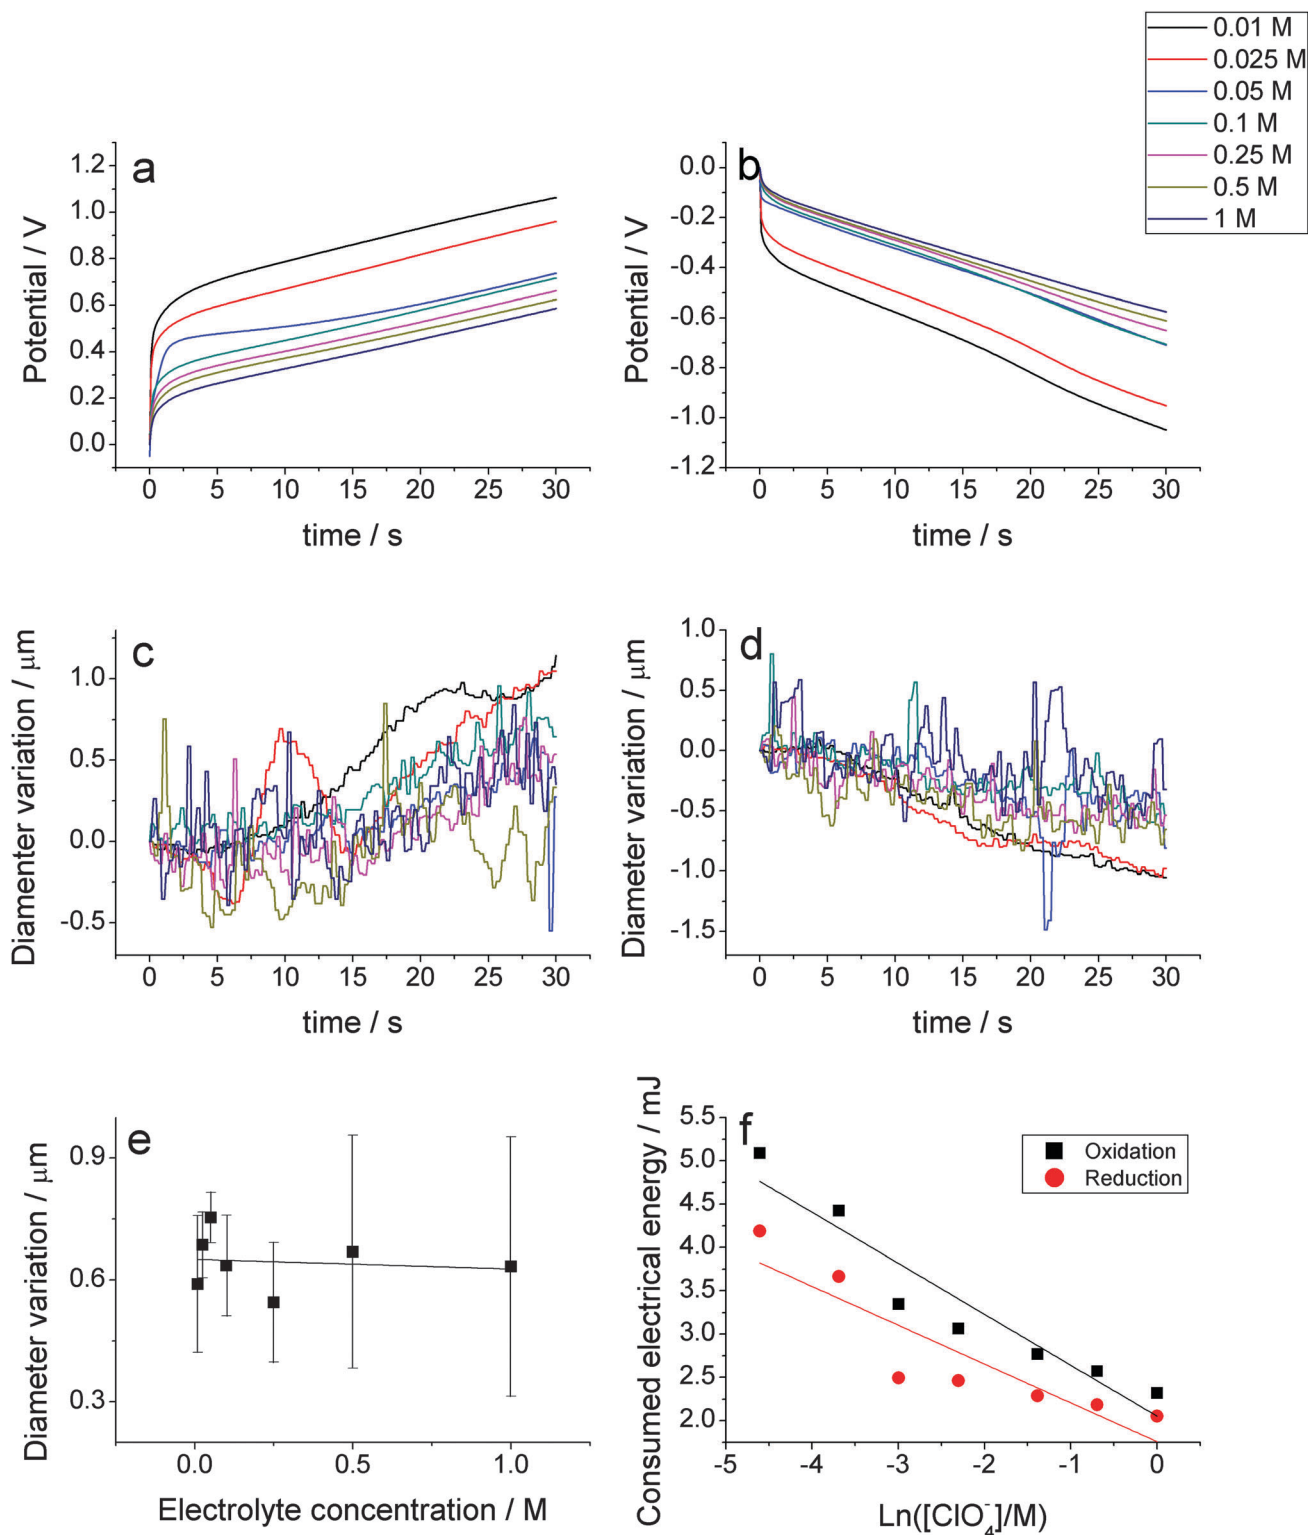 0.01 M
0.025 M
0.05 M
0.1 M
0.25 M
0.5 M
1 M
a
1.2
1.0
0.8
0.6
0.4
0.2
0.0
Potential / V
0 5 10 15 20 25 30
time / s
b
0.0
-0.2
-0.4
-0.6
-0.8
-1.0
-1.2
Potential / V
0 5 10 15 20 25 30
time / s
c
1.0
0.5
0.0
-0.5
Diamenter variation / μm
0 5 10 15 20 25 30
time / s
d
1.0
0.5
0.0
-0.5
-1.0
-1.5
Diameter variation / μm
0 5 10 15 20 25 30
time / s
e
0.9
0.6
0.3
Diameter variation / μm
0.0 0.5 1.0
Electrolyte concentration / M
f
5.5
5.0
4.5
4.0
3.5
3.0
2.5
2.0
Consumed electrical energy / mJ
Oxidation
Reduction
-5 -4 -3 -2 -1 0
Ln([ClO₄⁻]/M)